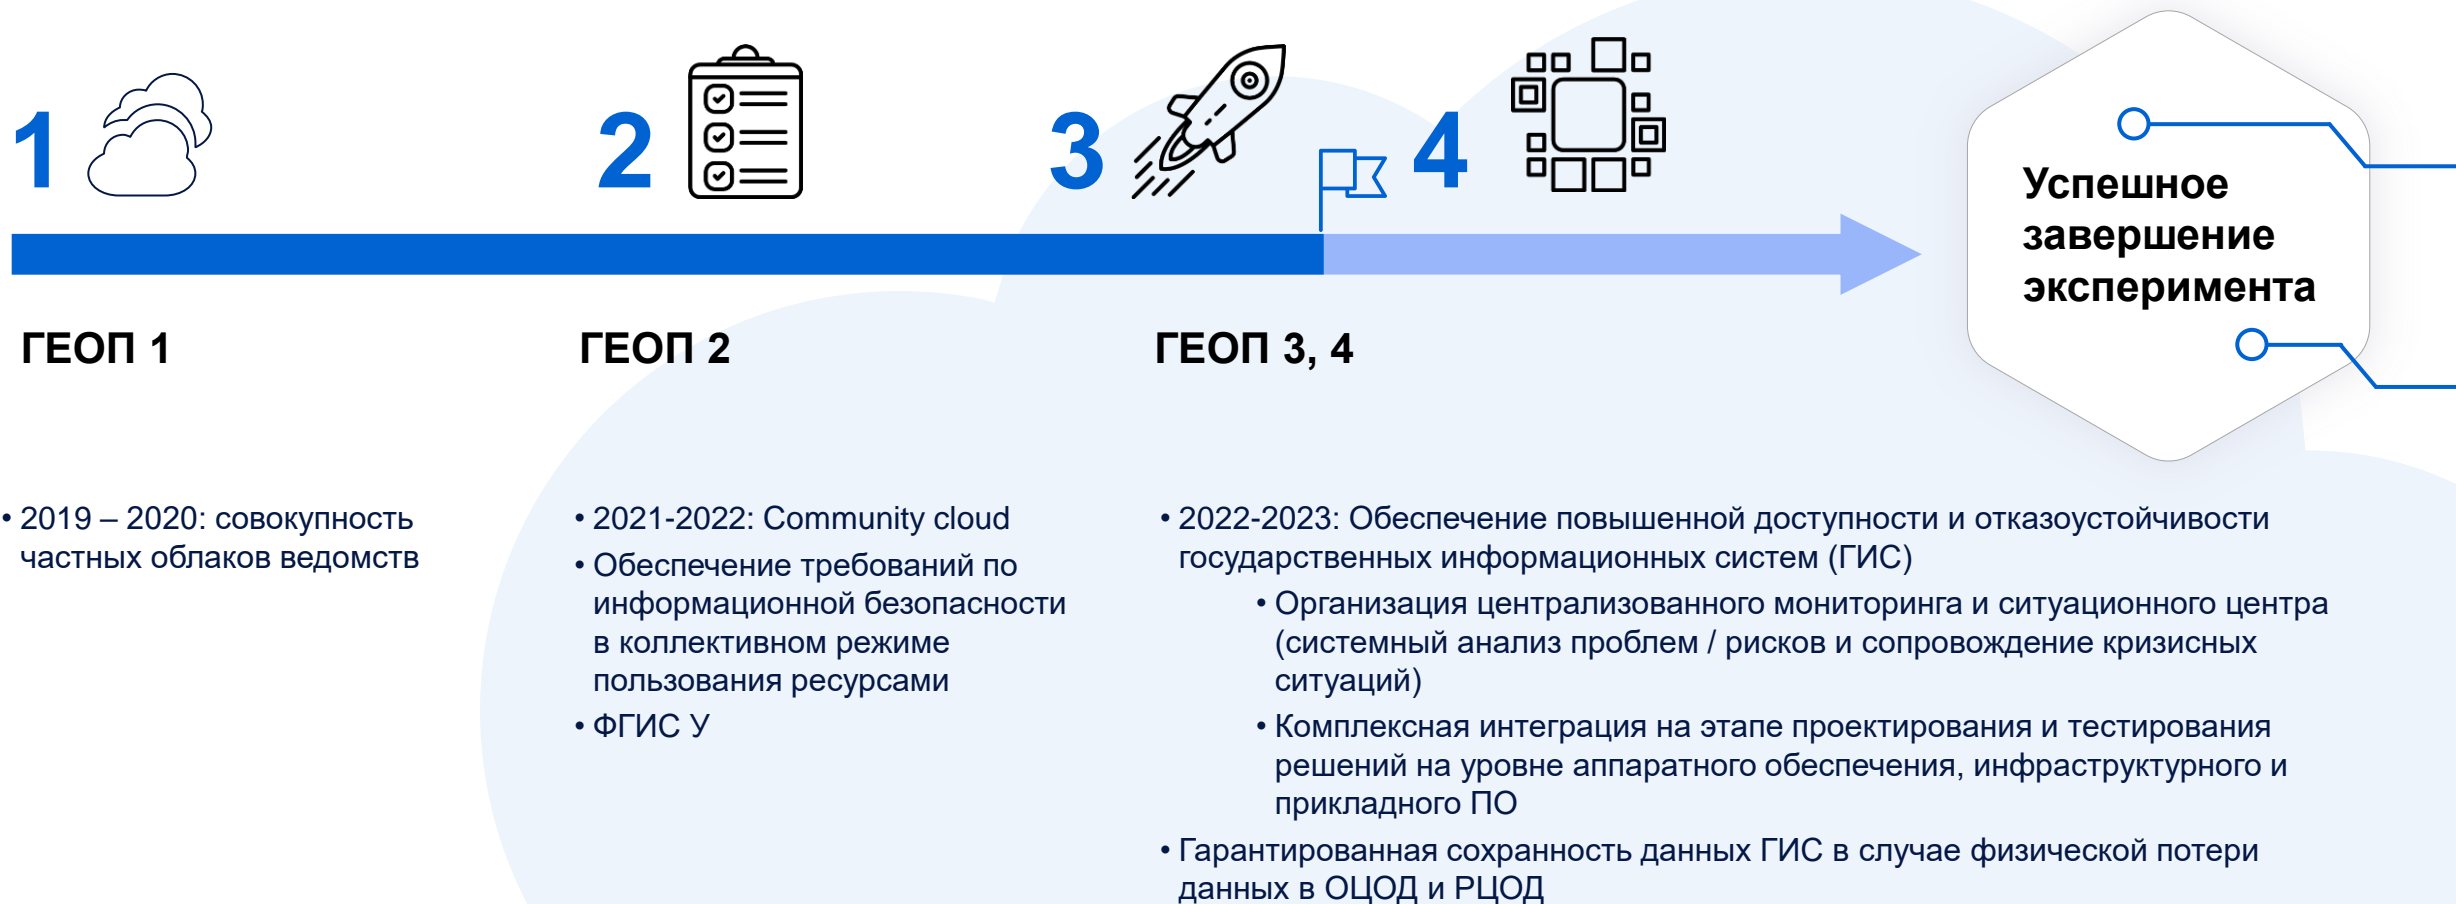 1
2
3
4
Успешное
завершение
эксперимента
ГЕОП 1
ГЕОП 2
ГЕОП 3, 4
• 2019 – 2020: совокупность
частных облаков ведомств
• 2021-2022: Community cloud
• Обеспечение требований по
информационной безопасности
в коллективном режиме
пользования ресурсами
• ФГИС У
• 2022-2023: Обеспечение повышенной доступности и отказоустойчивости
государственных информационных систем (ГИС)
• Организация централизованного мониторинга и ситуационного центра
(системный анализ проблем / рисков и сопровождение кризисных
ситуаций)
• Комплексная интеграция на этапе проектирования и тестирования
решений на уровне аппаратного обеспечения, инфраструктурного и
прикладного ПО
• Гарантированная сохранность данных ГИС в случае физической потери
данных в ОЦОД и РЦОД